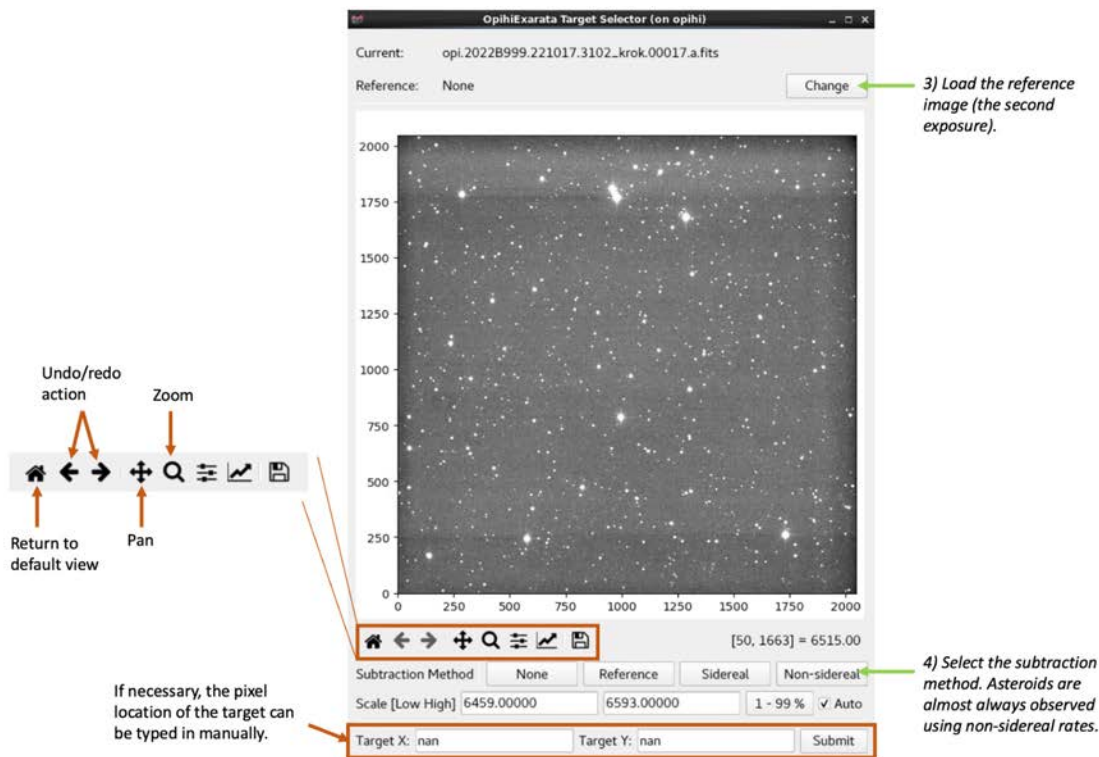 OpihiExarata Target Selector (on opihi)
Current: opi.2022B999.221017.3102_krok.00017.a.fits
Reference: None
Change
3) Load the reference
image (the second
exposure).
2000
1750
1500
1250
1000
750
500
250
0
0 250 500 750 1000 1250 1500 1750 2000
Undo/redo
action
Zoom
Return to
default view
Pan
[50, 1663] = 6515.00
Subtraction Method None Reference Sidereal Non-sidereal
4) Select the subtraction
method. Asteroids are
almost always observed
using non-sidereal rates.
Scale [Low High] 6459.00000 6593.00000 1 - 99 % Auto
If necessary, the pixel
location of the target can
be typed in manually.
Target X: nan Target Y: nan Submit